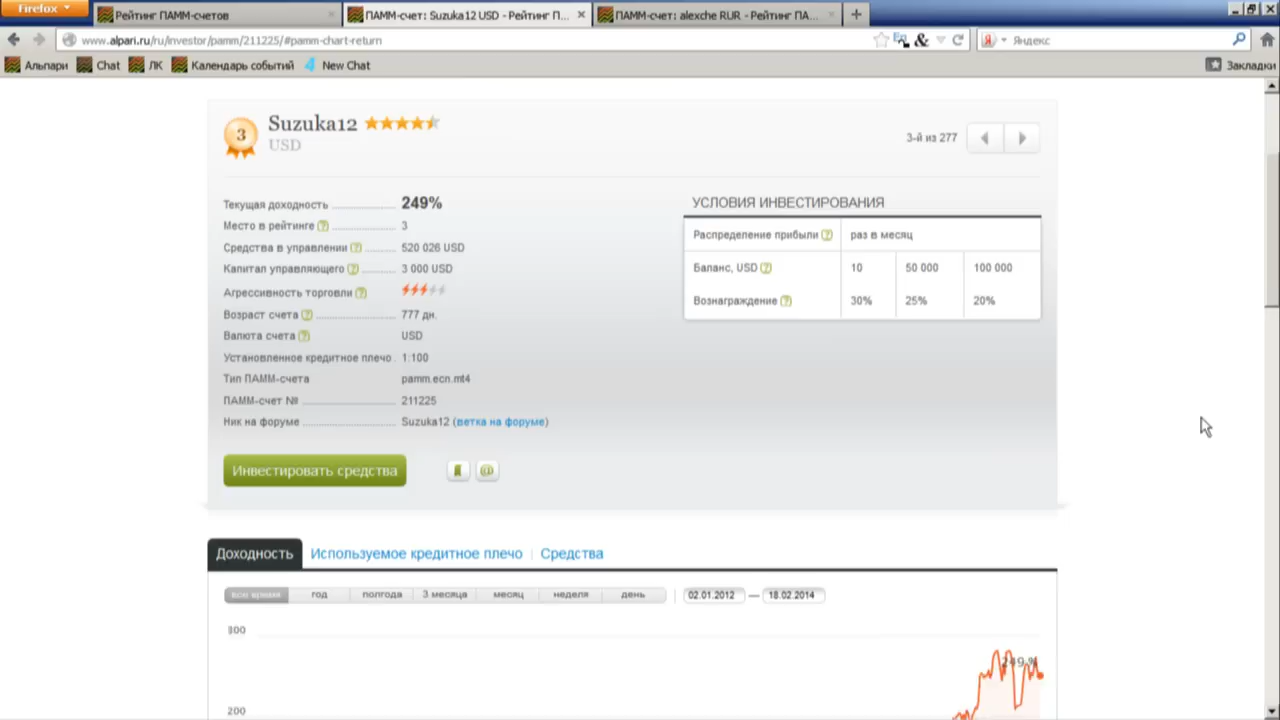 Firefox
Рейтинг ПАММ-счетов
ПАММ-счет: Suzuka12 USD - Рейтинг П...
ПАММ-счет: alexche RUR - Рейтинг ПА...
www.alpari.ru/ru/investor/pamm/211225/#pamm-chart-return
Яндекс
Альпари
Chat
ЛК
Календарь событий
New Chat
Закладки
3
Suzuka12
USD
3-й из 277
Текущая доходность 249%
Место в рейтинге 3
Средства в управлении 520 026 USD
Капитал управляющего 3 000 USD
Агрессивность торговли
Возраст счета 777 дн.
Валюта счета USD
Установленное кредитное плечо 1:100
Тип ПАММ-счета pamm.ecn.mt4
ПАММ-счет № 211225
Ник на форуме Suzuka12 (ветка на форуме)
УСЛОВИЯ ИНВЕСТИРОВАНИЯ
Распределение прибыли раз в месяц
Баланс, USD 10 50 000 100 000
Вознаграждение 30% 25% 20%
Инвестировать средства
Доходность Используемое кредитное плечо Средства
все время год полгода 3 месяца месяц неделя день 02.01.2012 — 18.02.2014
300
249%
200